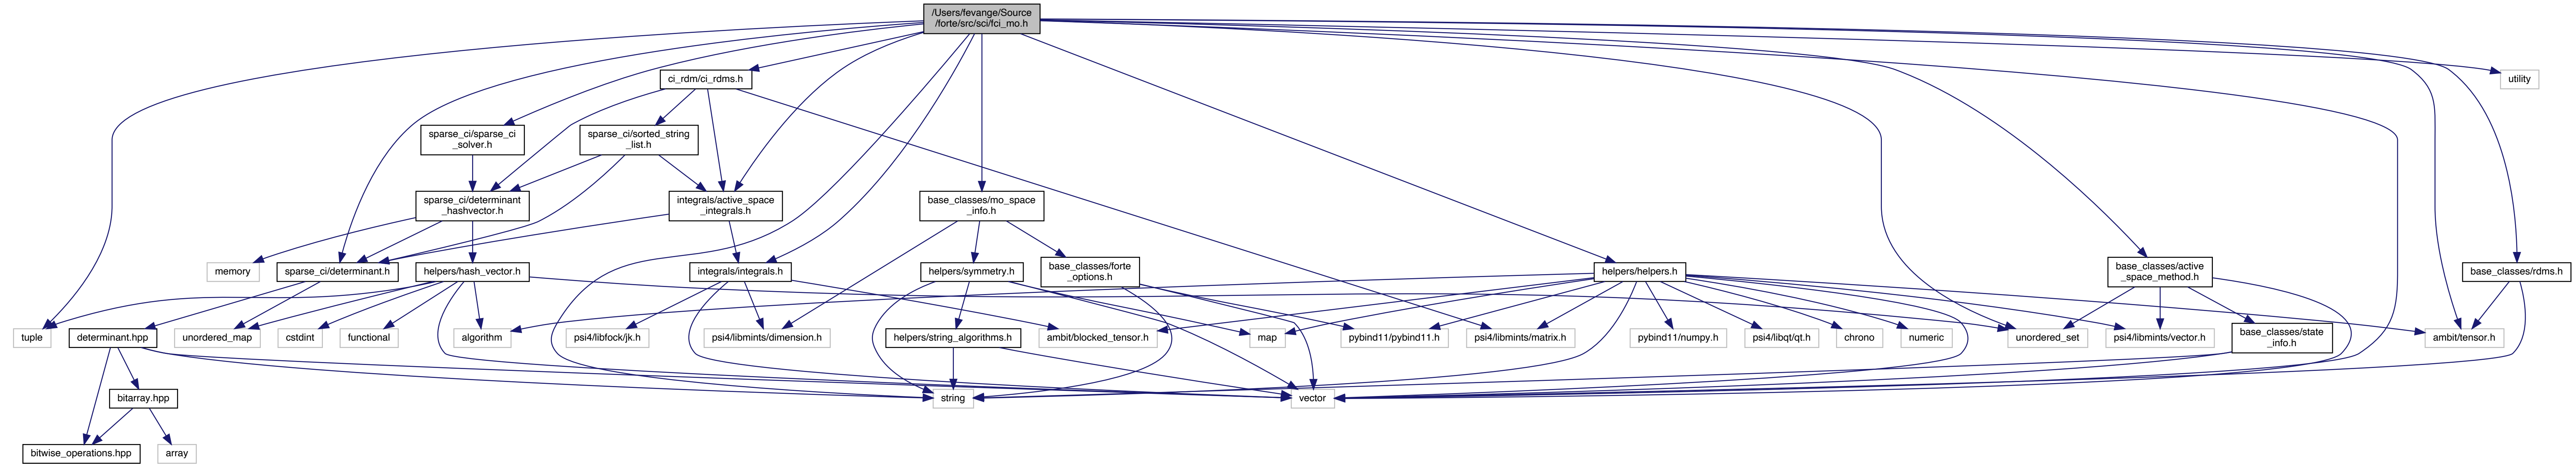 /Users/fevange/Source
/forte/src/sci/fci_mo.h
ci_rdm/ci_rdms.h
utility
sparse_ci/sparse_ci
_solver.h
sparse_ci/sorted_string
_list.h
sparse_ci/determinant
_hashvector.h
integrals/active_space
_integrals.h
base_classes/mo_space
_info.h
memory
sparse_ci/determinant.h
helpers/hash_vector.h
integrals/integrals.h
helpers/symmetry.h
base_classes/forte
_options.h
helpers/helpers.h
base_classes/active
_space_method.h
base_classes/rdms.h
tuple
determinant.hpp
unordered_map
cstdint
functional
algorithm
psi4/libfock/jk.h
psi4/libmints/dimension.h
helpers/string_algorithms.h
ambit/blocked_tensor.h
map
pybind11/pybind11.h
psi4/libmints/matrix.h
pybind11/numpy.h
psi4/libqt/qt.h
chrono
numeric
unordered_set
psi4/libmints/vector.h
base_classes/state
_info.h
ambit/tensor.h
bitarray.hpp
string
vector
bitwise_operations.hpp
array